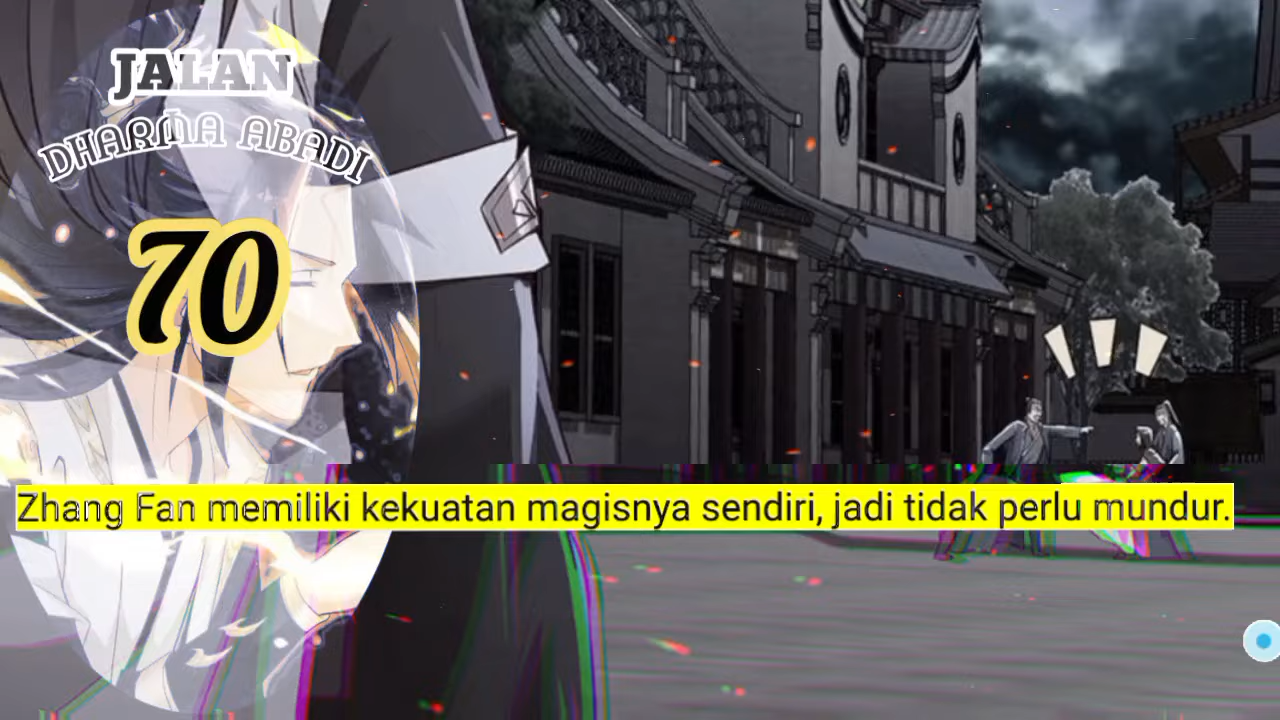 JALAN
DHARMA ABADI
70
Zhang Fan memiliki kekuatan magisnya sendiri, jadi tidak perlu mundur.